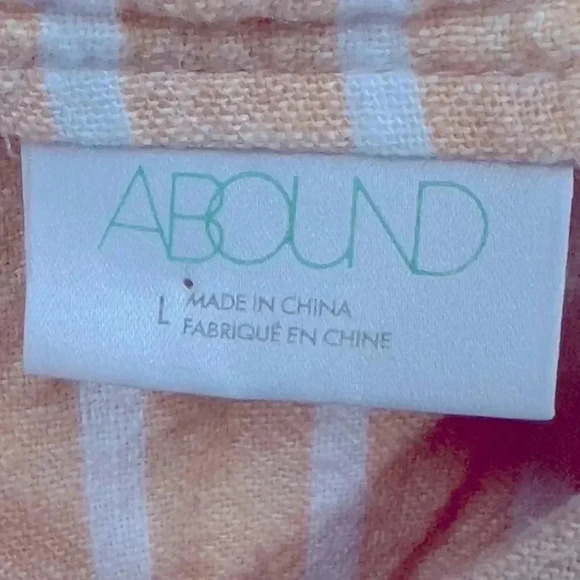 ABOUND
L
MADE IN CHINA
FABRIQUÉ EN CHINE